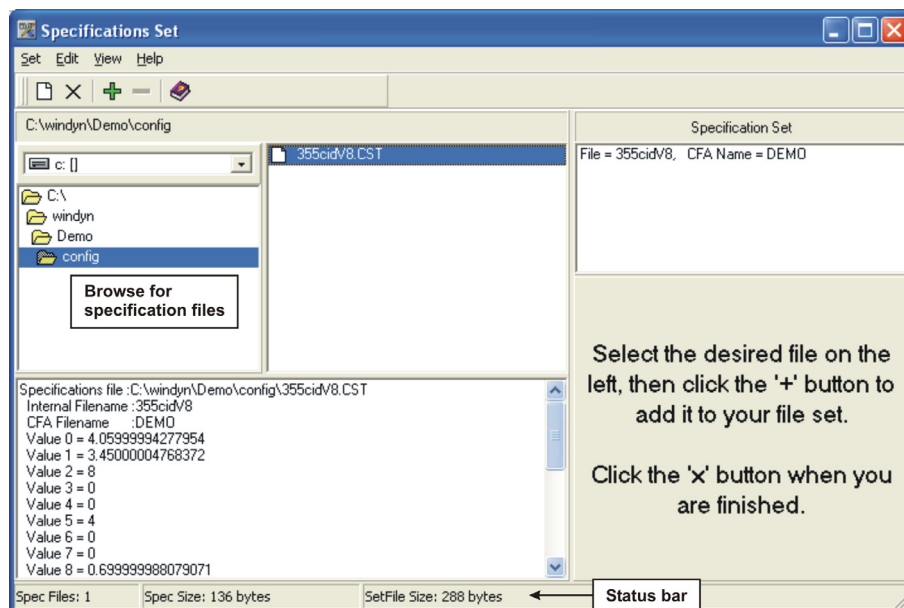 Specifications Set
Set Edit View Help
C:\windyn\Demo\config
Specification Set
c: []
C:\
windyn
Demo
config
Browse for
specification files
355cidV8.CST
File = 355cidV8, CFA Name = DEMO
Specifications file :C:\windyn\Demo\config\355cidV8.CST
Internal Filename :355cidV8
CFA Filename :DEMO
Value 0 = 4.05999994277954
Value 1 = 3.45000004768372
Value 2 = 8
Value 3 = 0
Value 4 = 0
Value 5 = 4
Value 6 = 0
Value 7 = 0
Value 8 = 0.699999988079071
Select the desired file on the
left, then click the '+' button to
add it to your file set.
Click the 'x' button when you
are finished.
Spec Files: 1
Spec Size: 136 bytes
SetFile Size: 288 bytes
Status bar